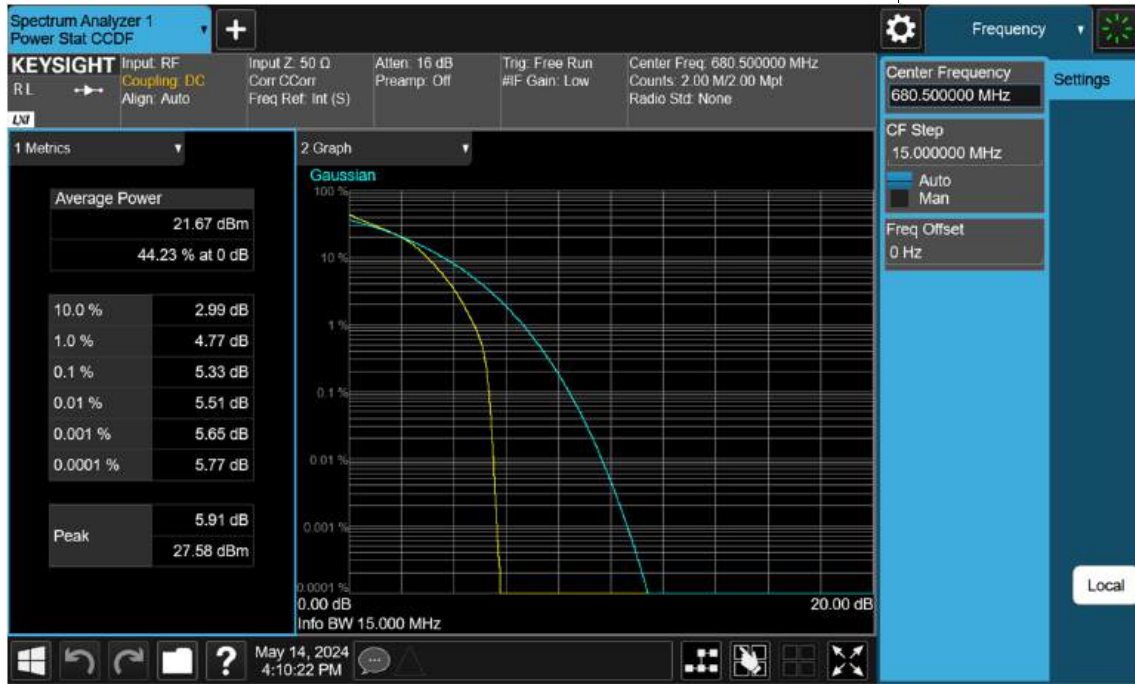 Spectrum Analyzer 1
Power Stat CCDF
Frequency
KEYSIGHT
RL
LXI
Input: RF
Coupling: DC
Align: Auto
Input Z: 50 Ω
Corr CCorr
Freq Ref: Int (S)
Atten: 16 dB
Preamp: Off
Trig: Free Run
#IF Gain: Low
Center Freq: 680.500000 MHz
Counts: 2.00 M/2.00 Mpt
Radio Std: None
1 Metrics
Average Power
21.67 dBm
44.23 % at 0 dB
10.0 % 2.99 dB
1.0 % 4.77 dB
0.1 % 5.33 dB
0.01 % 5.51 dB
0.001 % 5.65 dB
0.0001 % 5.77 dB
Peak
5.91 dB
27.58 dBm
2 Graph
Gaussian
100 %
10 %
1 %
0.1 %
0.01 %
0.001 %
0.0001 %
0.00 dB 20.00 dB
Info BW 15.000 MHz
Center Frequency
680.500000 MHz
Settings
CF Step
15.000000 MHz
Auto
Man
Freq Offset
0 Hz
Local
?
May 14, 2024
4:10:22 PM